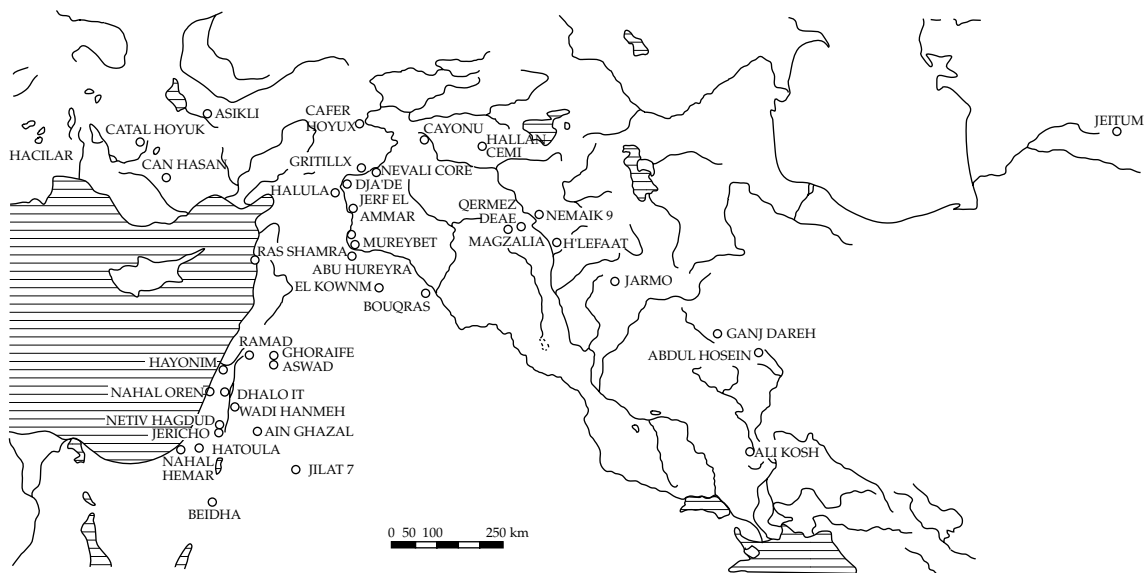 JEITUM
ASIKLI
CAFER
HOYUX
CATAL HOYUK
CAYONU
HALLAN
CEMI
HACILAR
CAN HASAN
GRITILLX
NEVALI CORE
HALULA
DJA'DE
JERF EL
AMMAR
QERMEZ
DEAE
NEMAIK 9
MAGZALIA
H'LEFAAT
MUREYBET
RAS SHAMRA
ABU HUREYRA
EL KOWNM
BOUQRAS
JARMO
GANJ DAREH
ABDUL HOSEIN
RAMAD
GHORAIFE
HAYONIM
ASWAD
NAHAL OREN
DHALO IT
WADI HANMEH
NETIV HAGDUD
JERICHO
AIN GHAZAL
HATOULA
NAHAL
HEMAR
JILAT 7
ALI KOSH
BEIDHA
0 50 100 250 km